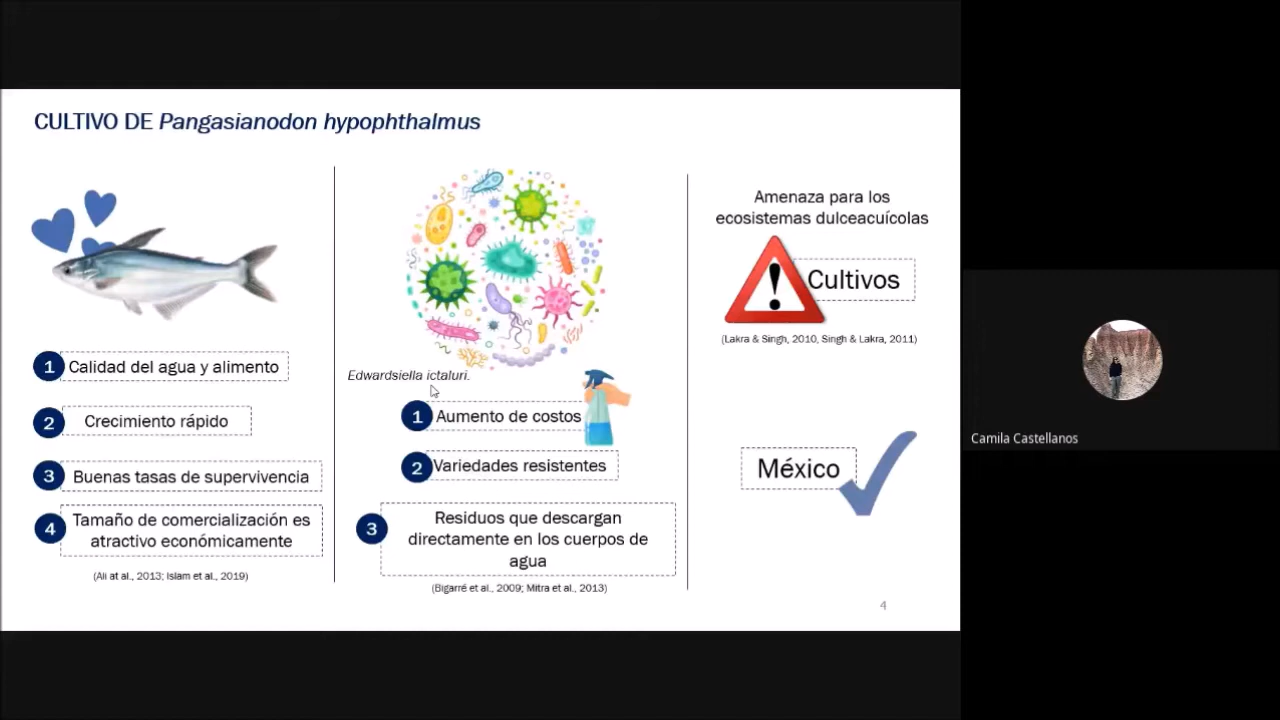 CULTIVO DE Pangasianodon hypophthalmus
1 Calidad del agua y alimento
2 Crecimiento rápido
3 Buenas tasas de supervivencia
4 Tamaño de comercialización es
atractivo económicamente
(Ali at al., 2013; Islam et al., 2019)
Edwardsiella ictaluri.
1 Aumento de costos
2 Variedades resistentes
3 Residuos que descargan
directamente en los cuerpos de
agua
(Bigarré et al., 2009; Mitra et al., 2013)
Amenaza para los
ecosistemas dulceacuícolas
! Cultivos
(Lakra & Singh, 2010, Singh & Lakra, 2011)
México
4
Camila Castellanos